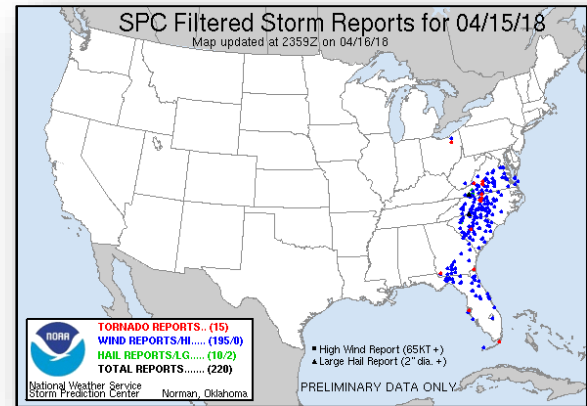 SPC Filtered Storm Reports for 04/15/18
Map updated at 2359Z on 04/16/18
NOAA
TORNADO REPORTS.. (15)
WIND REPORTS/HI..... (195/0)
HAIL REPORTS/LG..... (10/2)
TOTAL REPORTS....... (220)
National Weather Service
Storm Prediction Center Norman, Oklahoma
High Wind Report (65KT +)
Large Hail Report (2" dia. +)
PRELIMINARY DATA ONLY